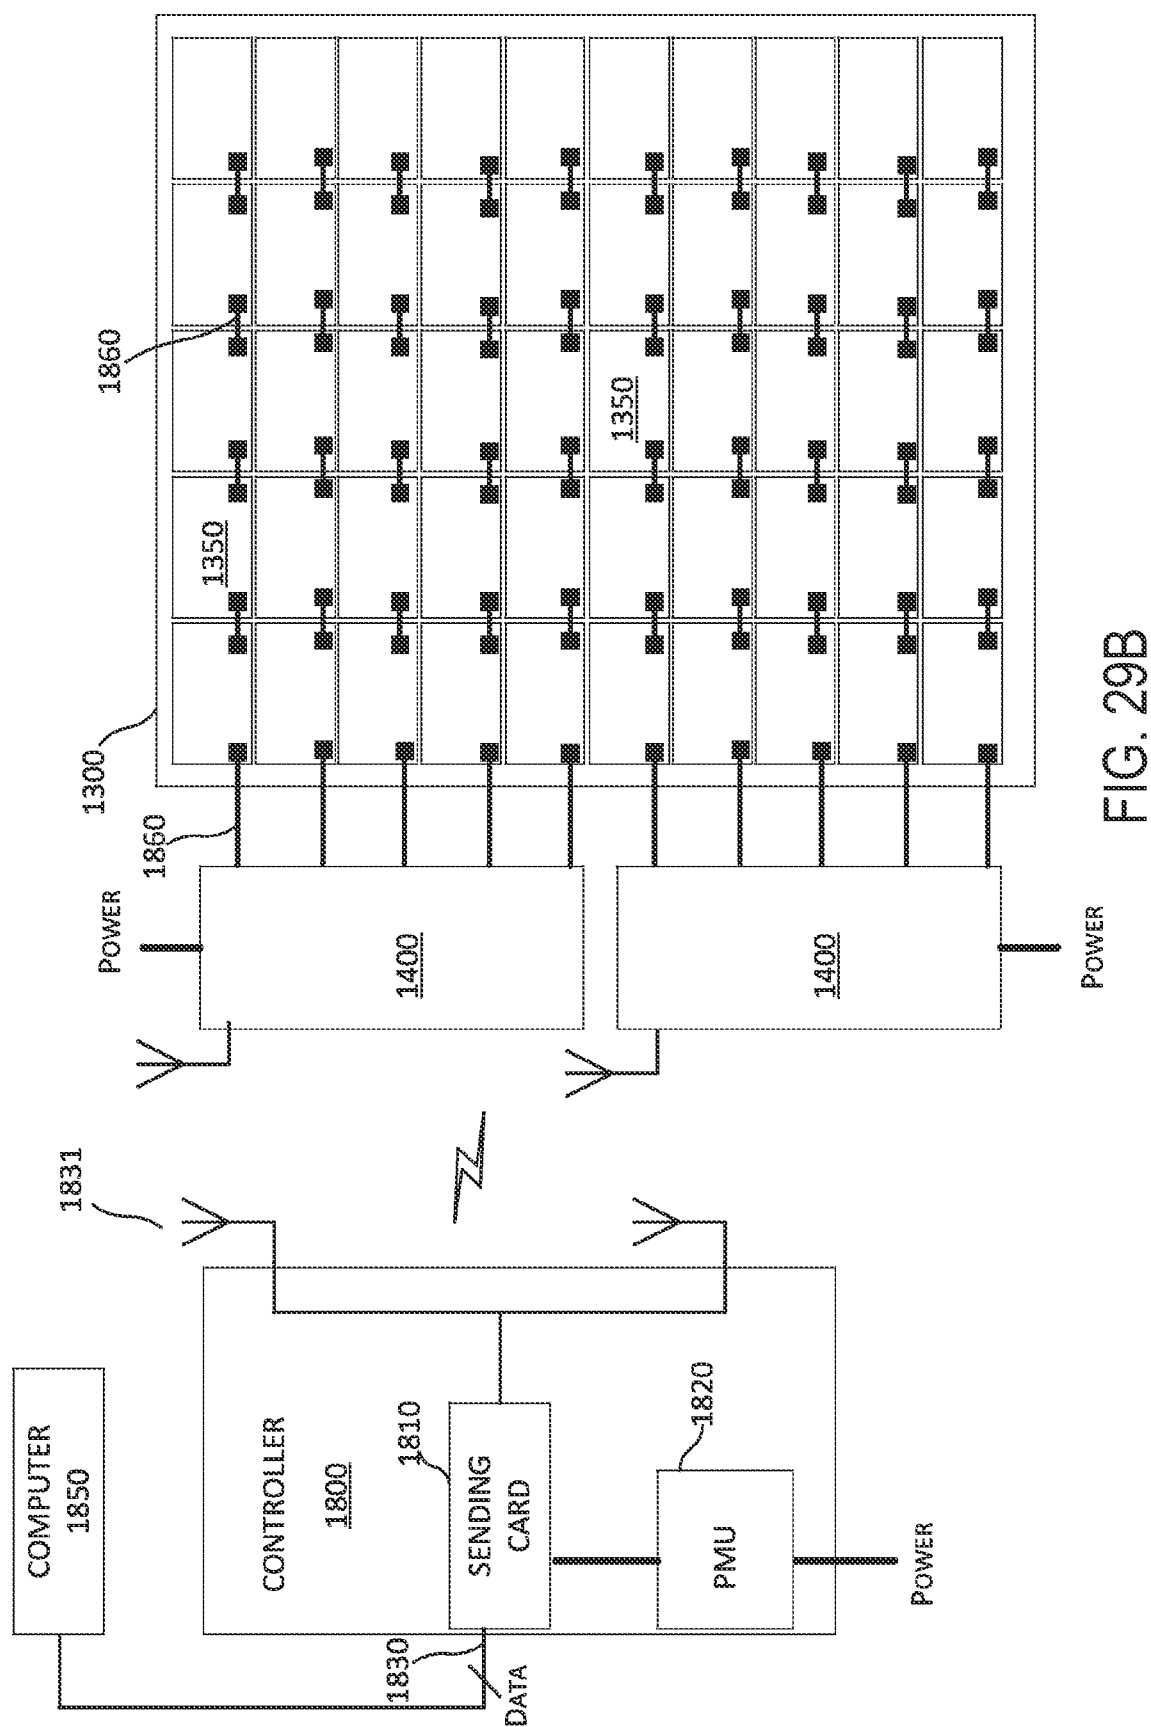 COMPUTER
1850
1831
CONTROLLER
1800
1810
SENDING
CARD
1820
PMU
1830
DATA
POWER
POWER
1400
1400
POWER
1860
1300
1860
1350
1350
FIG. 29B